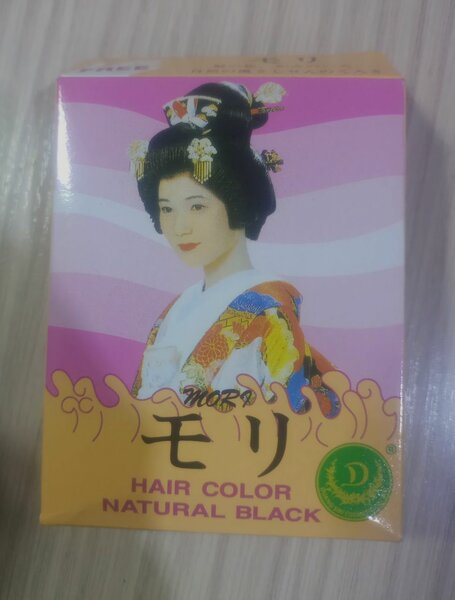 FREE
モリ
MORI
モリ
HAIR COLOR
NATURAL BLACK
D
®